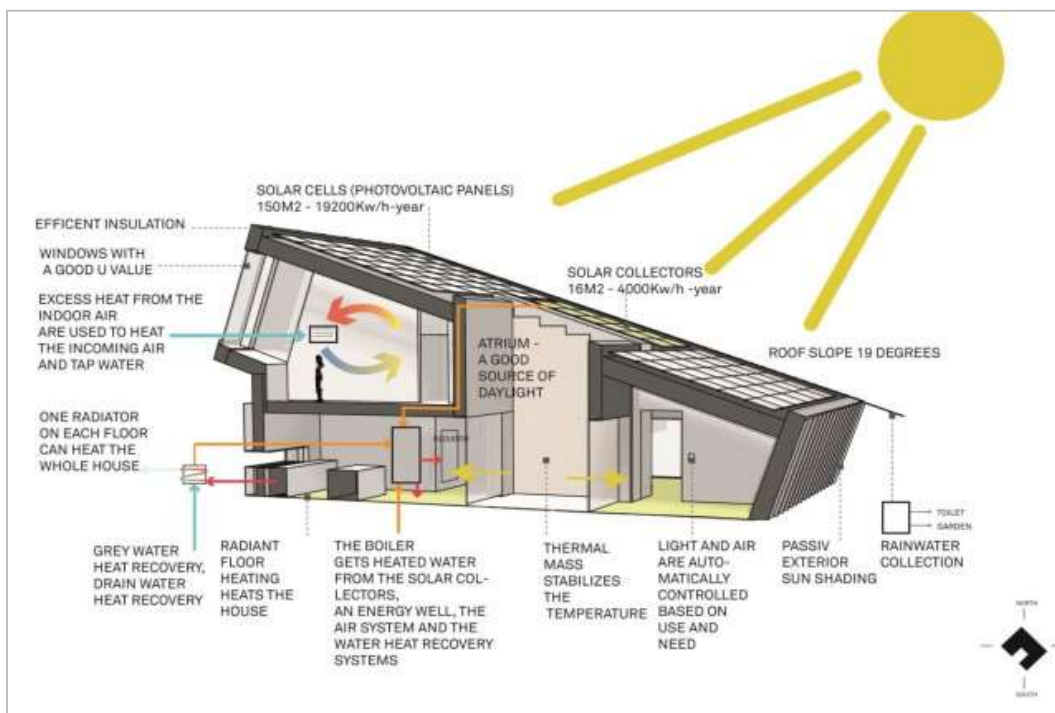 SOLAR CELLS (PHOTOVOLTAIC PANELS)
150M2 - 19200Kw/h-year
EFFICENT INSULATION
WINDOWS WITH
A GOOD U VALUE
EXCESS HEAT FROM THE
INDOOR AIR
ARE USED TO HEAT
THE INCOMING AIR
AND TAP WATER
SOLAR COLLECTORS
16M2 - 4000Kw/h -year
ATRIUM -
A GOOD
SOURCE OF
DAYLIGHT
ROOF SLOPE 19 DEGREES
ONE RADIATOR
ON EACH FLOOR
CAN HEAT THE
WHOLE HOUSE
TOILET
GARDEN
GREY WATER
HEAT RECOVERY,
DRAIN WATER
HEAT RECOVERY
RADIANT
FLOOR
HEATING
HEATS THE
HOUSE
THE BOILER
GETS HEATED WATER
FROM THE SOLAR COL-
LECTORS,
AN ENERGY WELL, THE
AIR SYSTEM AND THE
WATER HEAT RECOVERY
SYSTEMS
THERMAL
MASS
STABILIZES
THE
TEMPERATURE
LIGHT AND AIR
ARE AUTO-
MATICALLY
CONTROLLED
BASED ON
USE AND
NEED
PASSIV
EXTERIOR
SUN SHADING
RAINWATER
COLLECTION
NORTH
SOUTH